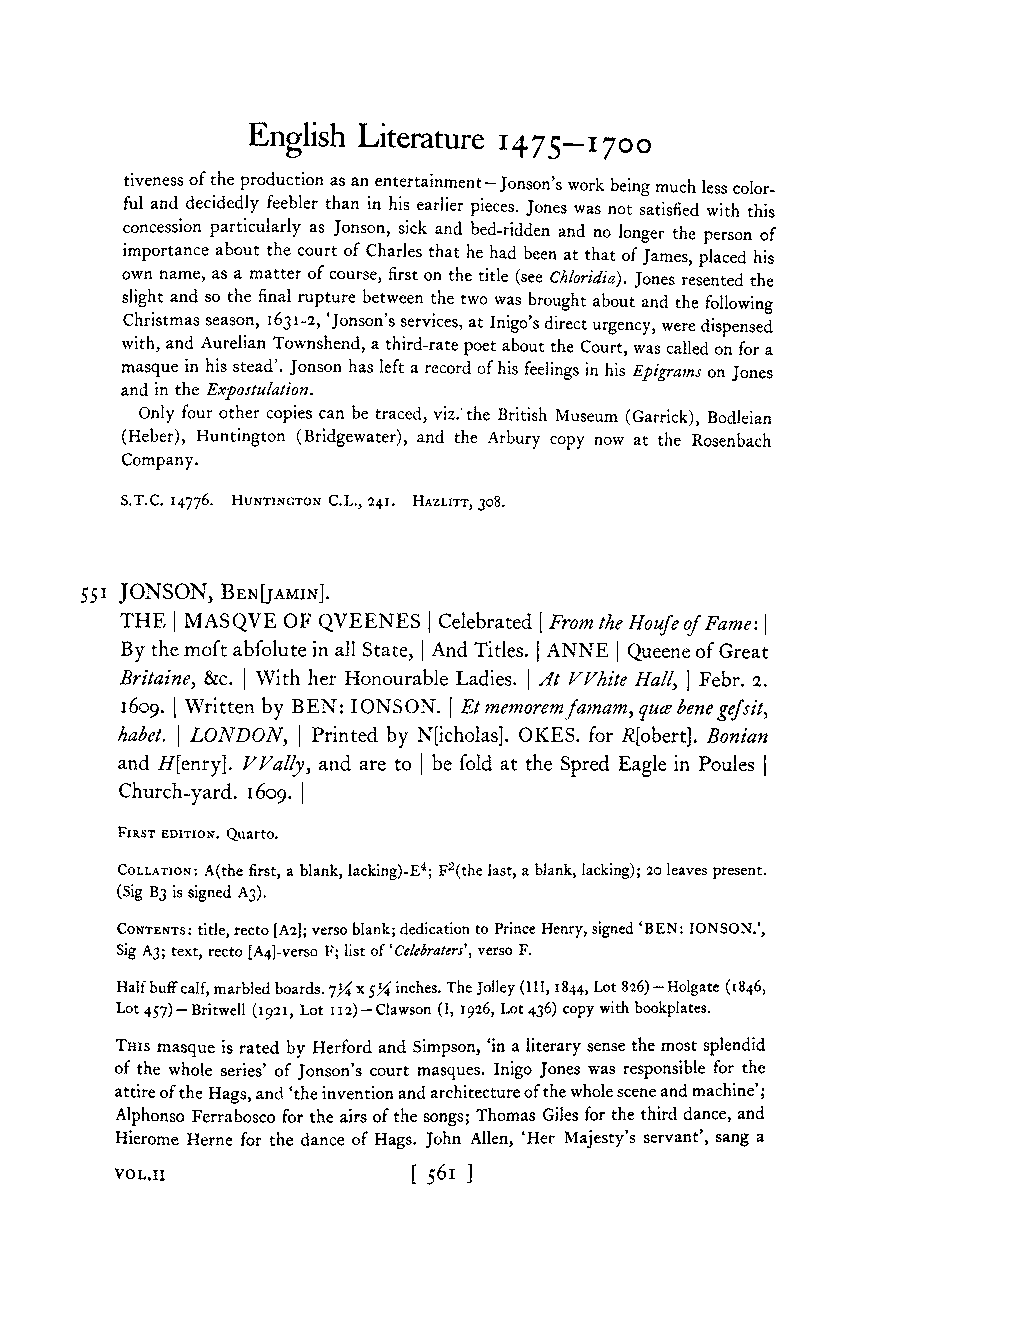 English Literature 1475—1700
tiveness of the production as an entertainment—Jonson's work being much less color-
ful and decidedly feebler than in his earlier pieces. Jones was not satisfied with this
concession particularly as Jonson, sick and bed-ridden and no longer the person of
importance about the court of Charles that he had been at that of James, placed his
own name, as a matter of course, first on the title (see Chloridia). Jones resented the
slight and so the final rupture between the two was brought about and the following
Christmas season, 1631-2, 'Jonson's services, at Inigo's direct urgency, were dispensed
with, and Aurelian Townshend, a third-rate poet about the Court, was called on for a
masque in his stead'. Jonson has left a record of his feelings in his Epigrams on Jones
and in the Expostulation.
Only four other copies can be traced, viz. the British Museum (Garrick), Bodleian
(Heber), Huntington (Bridgewater), and the Arbury copy now at the Rosenbach
Company.
S.T.C. 14776. HUNTINGTON C.L., 241. HAZLITT, 308.
551 JONSON, BEN[JAMIN].
THE | MASQVE OF QVEENES | Celebrated | From the Houſe of Fame: |
By the moſt abſolute in all State, | And Titles. | ANNE | Queene of Great
Britaine, &c. | With her Honourable Ladies. | At VVhite Hall, | Febr. 2.
1609. | Written by BEN: IONSON. | Et memorem famam, quæ bene geſsit,
habet. | LONDON, | Printed by N[icholas]. OKES. for R[obert]. Bonian
and H[enry]. VVally, and are to | be ſold at the Spred Eagle in Poules |
Church-yard. 1609. |
FIRST EDITION. Quarto.
COLLATION: A(the first, a blank, lacking)-E⁴; F²(the last, a blank, lacking); 20 leaves present.
(Sig B3 is signed A3).
CONTENTS: title, recto [A2]; verso blank; dedication to Prince Henry, signed 'BEN: IONSON.',
Sig A3; text, recto [A4]-verso F; list of 'Celebraters', verso F.
Half buff calf, marbled boards. 7¼ x 5¼ inches. The Jolley (III, 1844, Lot 826)—Holgate (1846,
Lot 457)—Britwell (1921, Lot 112)—Clawson (I, 1926, Lot 436) copy with bookplates.
THIS masque is rated by Herford and Simpson, 'in a literary sense the most splendid
of the whole series' of Jonson's court masques. Inigo Jones was responsible for the
attire of the Hags, and 'the invention and architecture of the whole scene and machine';
Alphonso Ferrabosco for the airs of the songs; Thomas Giles for the third dance, and
Hierome Herne for the dance of Hags. John Allen, 'Her Majesty's servant', sang a
VOL.II [ 561 ]